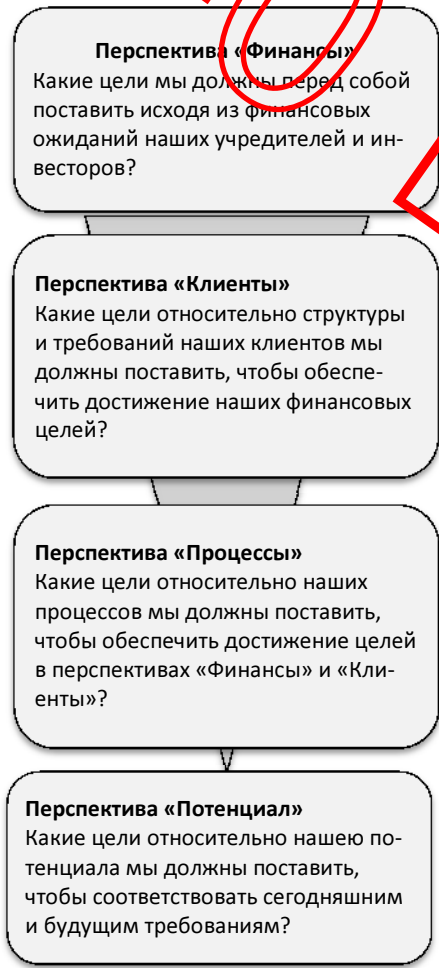 Перспектива «Финансы»
Какие цели мы должны перед собой
поставить исходя из финансовых
ожиданий наших учредителей и ин-
весторов?
Перспектива «Клиенты»
Какие цели относительно структуры
и требований наших клиентов мы
должны поставить, чтобы обеспе-
чить достижение наших финансовых
целей?
Перспектива «Процессы»
Какие цели относительно наших
процессов мы должны поставить,
чтобы обеспечить достижение целей
в перспективах «Финансы» и «Кли-
енты»?
Перспектива «Потенциал»
Какие цели относительно нашею по-
тенциала мы должны поставить,
чтобы соответствовать сегодняшним
и будущим требованиям?